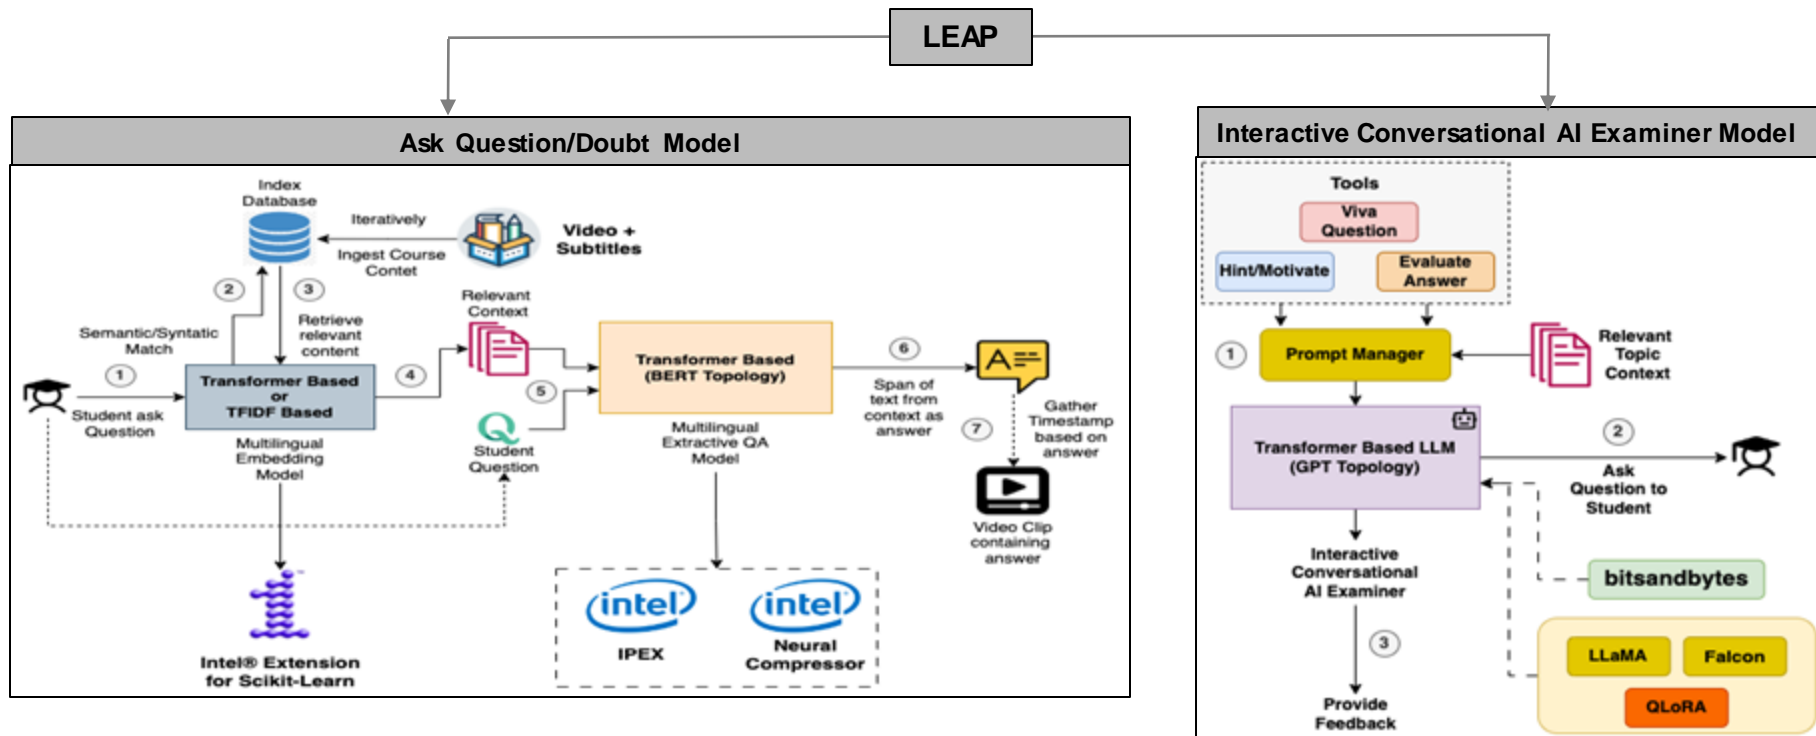 LEAP
Ask Question/Doubt Model
Index
Database
Iteratively
Ingest Course
Contet
Video +
Subtitles
2
3
Semantic/Syntatic
Match
Retrieve
relevant
content
1
Student ask
Question
Transformer Based
or
TFIDF Based
Multilingual
Embedding
Model
4
Relevant
Context
5
Q
Student
Question
Transformer Based
(BERT Topology)
Multilingual
Extractive QA
Model
6
Span of
text from
context as
answer
A
7
Gather
Timestamp
based on
answer
Video Clip
containing
answer
Intel® Extension
for Scikit-Learn
intel
IPEX
intel
Neural
Compressor
Interactive Conversational AI Examiner Model
Tools
Viva
Question
Hint/Motivate
Evaluate
Answer
1
Prompt Manager
Relevant
Topic
Context
Transformer Based LLM
(GPT Topology)
2
Ask
Question to
Student
Interactive
Conversational
AI Examiner
3
Provide
Feedback
bitsandbytes
LLaMA
Falcon
QLoRA